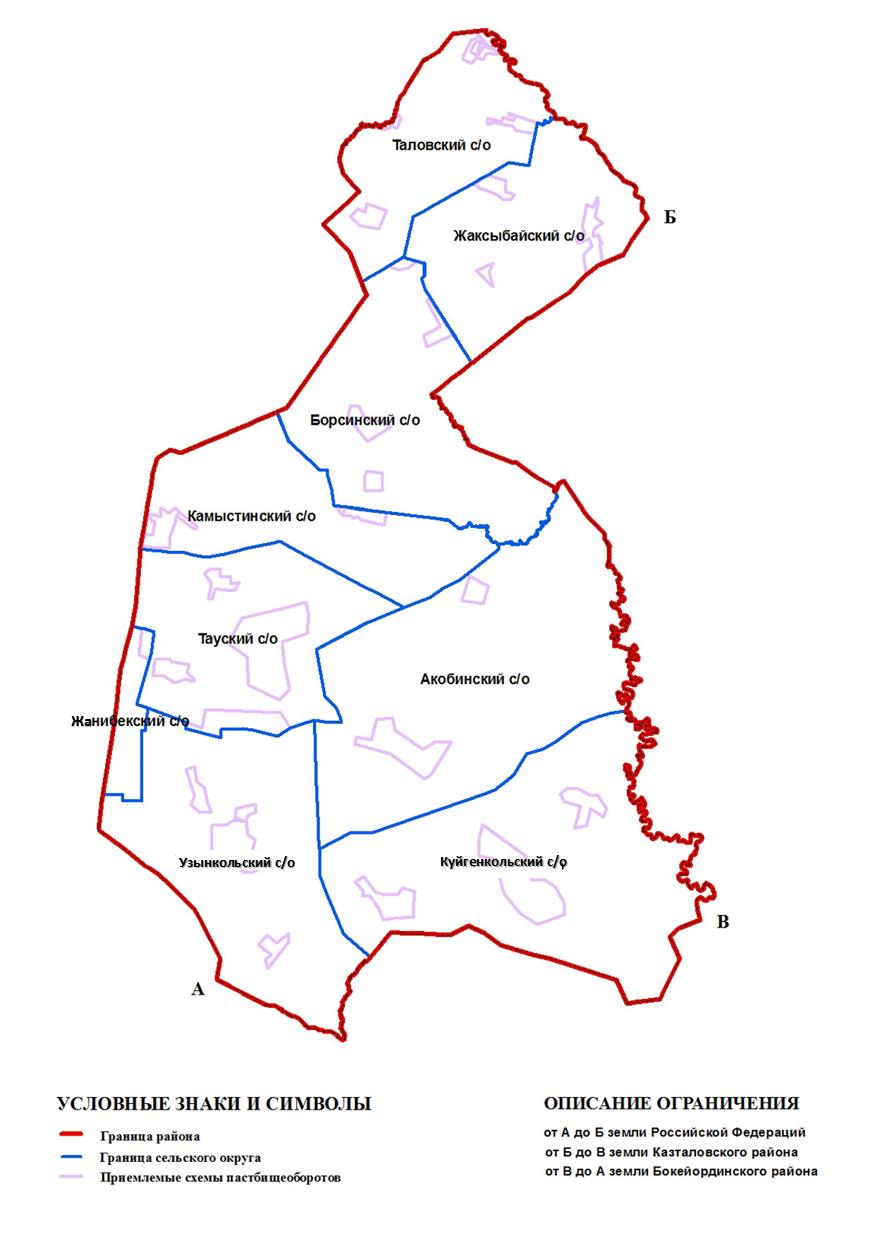 Таловский с/о
Б
Жаксыбайский с/о
Борсинский с/о
Камыстинский с/о
Тауский с/о
Акобинский с/о
Жанибекский с/о
Узынкольский с/о
Куйгенкольский с/о
В
А
УСЛОВНЫЕ ЗНАКИ И СИМВОЛЫ
Граница района
Граница сельского округа
Приемлемые схемы пастбищеоборотов
ОПИСАНИЕ ОГРАНИЧЕНИЯ
от А до Б земли Российской Федераций
от Б до В земли Казталовского района
от В до А земли Бокейординского района